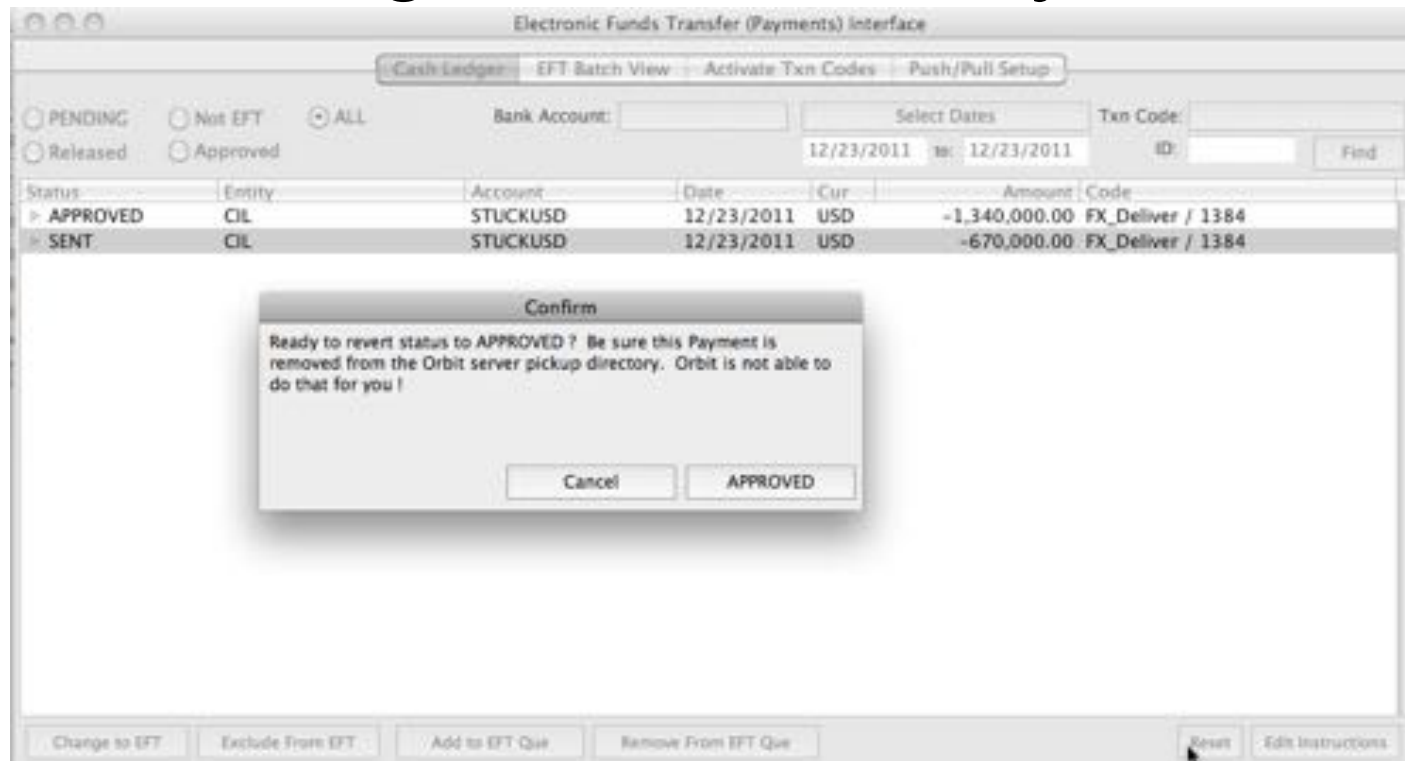 Electronic Funds Transfer (Payments) Interface
Cash Ledger EFT Batch View Activate Txn Codes Push/Pull Setup
PENDING Not EFT ALL Bank Account: Select Dates Txn Code:
Released Approved 12/23/2011 to: 12/23/2011 ID: Find
Status Entity Account Date Cur Amount Code
APPROVED CIL STUCKUSD 12/23/2011 USD -1,340,000.00 FX_Deliver / 1384
SENT CIL STUCKUSD 12/23/2011 USD -670,000.00 FX_Deliver / 1384
Confirm
Ready to revert status to APPROVED ? Be sure this Payment is
removed from the Orbit server pickup directory. Orbit is not able to
do that for you !
Cancel APPROVED
Change to EFT Exclude From EFT Add to EFT Que Remove From EFT Que Reset Edit Instructions